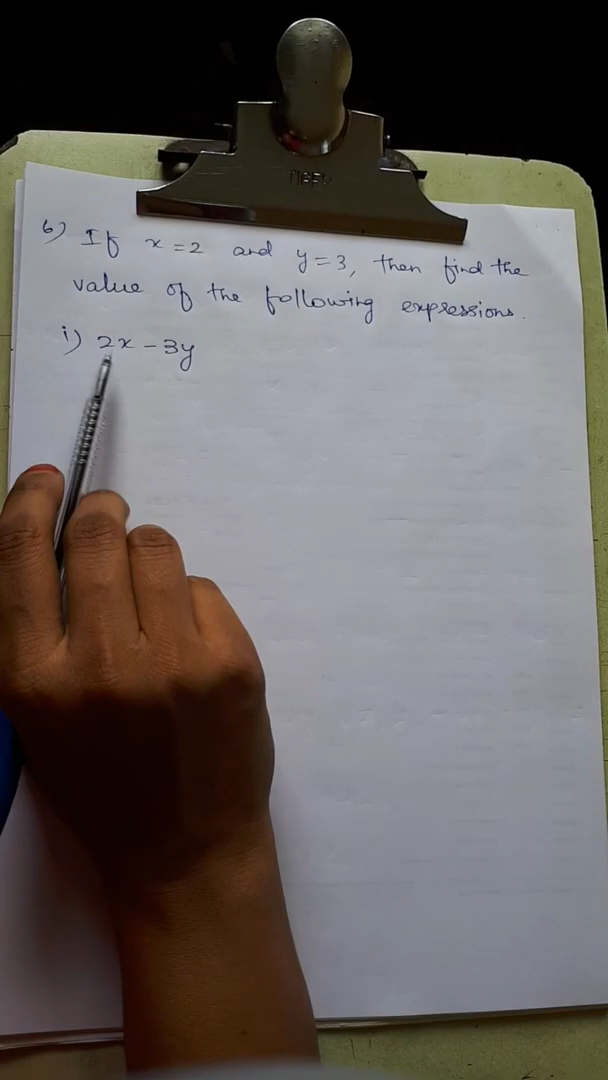 6) If x = 2 and y = 3, then find the
value of the following expressions.
i) 2x - 3y